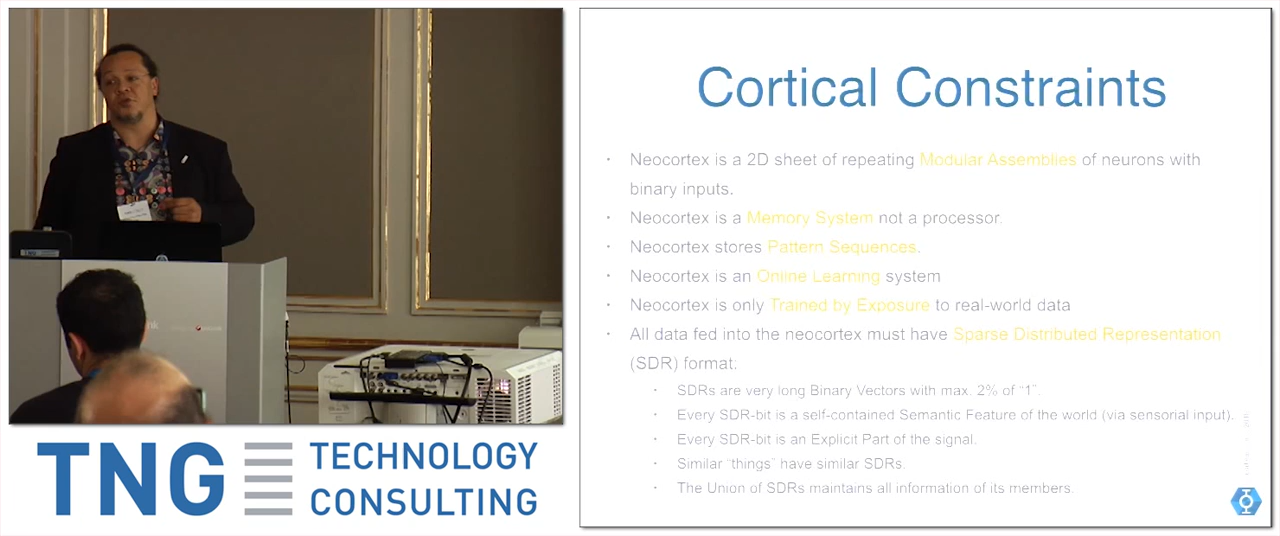 Cortical Constraints
· Neocortex is a 2D sheet of repeating Modular Assemblies of neurons with
binary inputs.
· Neocortex is a Memory System not a processor.
· Neocortex stores Pattern Sequences.
· Neocortex is an Online Learning system
· Neocortex is only Trained by Exposure to real-world data
· All data fed into the neocortex must have Sparse Distributed Representation
(SDR) format:
· SDRs are very long Binary Vectors with max. 2% of “1”.
· Every SDR-bit is a self-contained Semantic Feature of the world (via sensorial input).
· Every SDR-bit is an Explicit Part of the signal.
· Similar “things” have similar SDRs.
· The Union of SDRs maintains all information of its members.
TNG TECHNOLOGY
CONSULTING